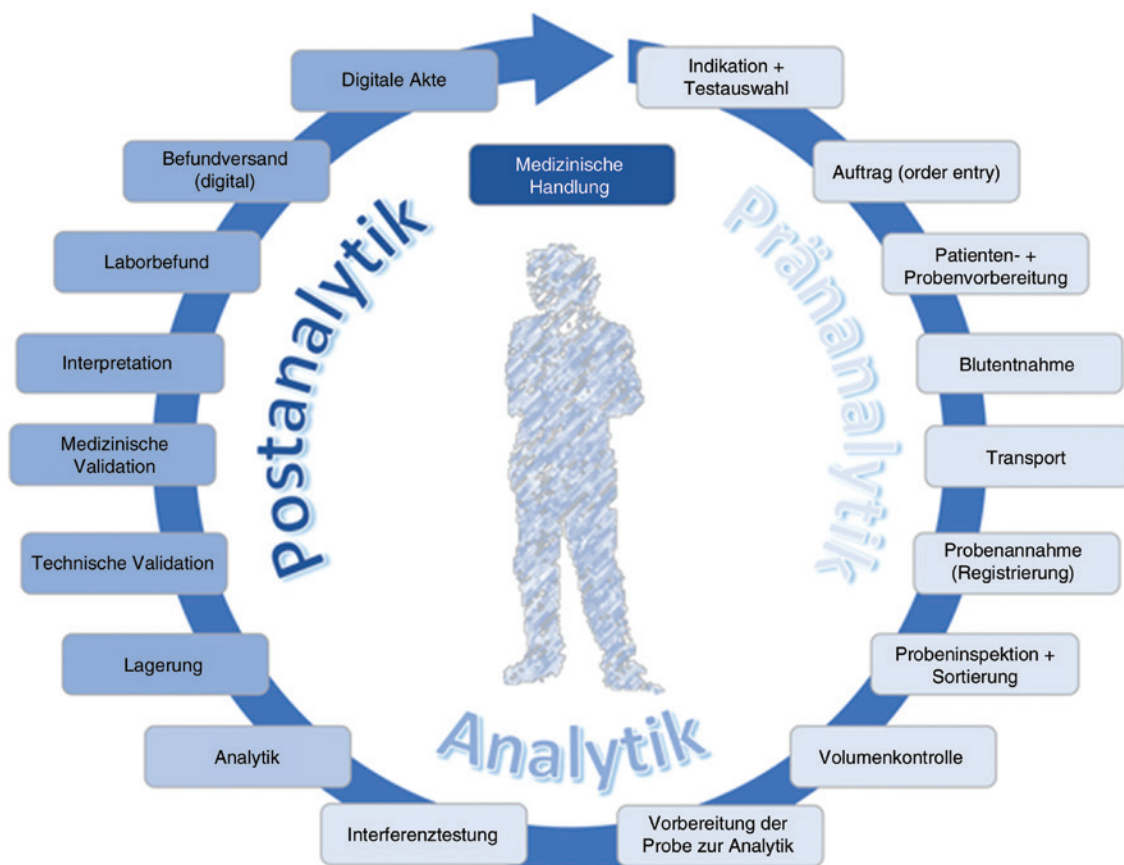 Indikation +
Testauswahl
Auftrag (order entry)
Patienten- +
Probenvorbereitung
Blutentnahme
Transport
Probenannahme
(Registrierung)
Probeninspektion +
Sortierung
Volumenkontrolle
Vorbereitung der
Probe zur Analytik
Interferenztestung
Analytik
Lagerung
Technische Validation
Medizinische
Validation
Interpretation
Laborbefund
Befundversand
(digital)
Digitale Akte
Medizinische
Handlung
Präanalytik
Analytik
Postanalytik